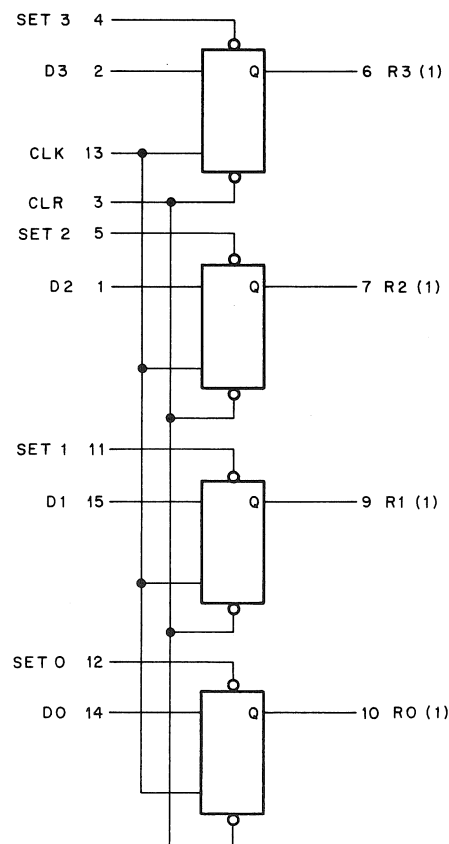 SET 3 4
D3 2 Q 6 R3 (1)
CLK 13
CLR 3
SET 2 5
D2 1 Q 7 R2 (1)
SET 1 11
D1 15 Q 9 R1 (1)
SET 0 12
D0 14 Q 10 R0 (1)